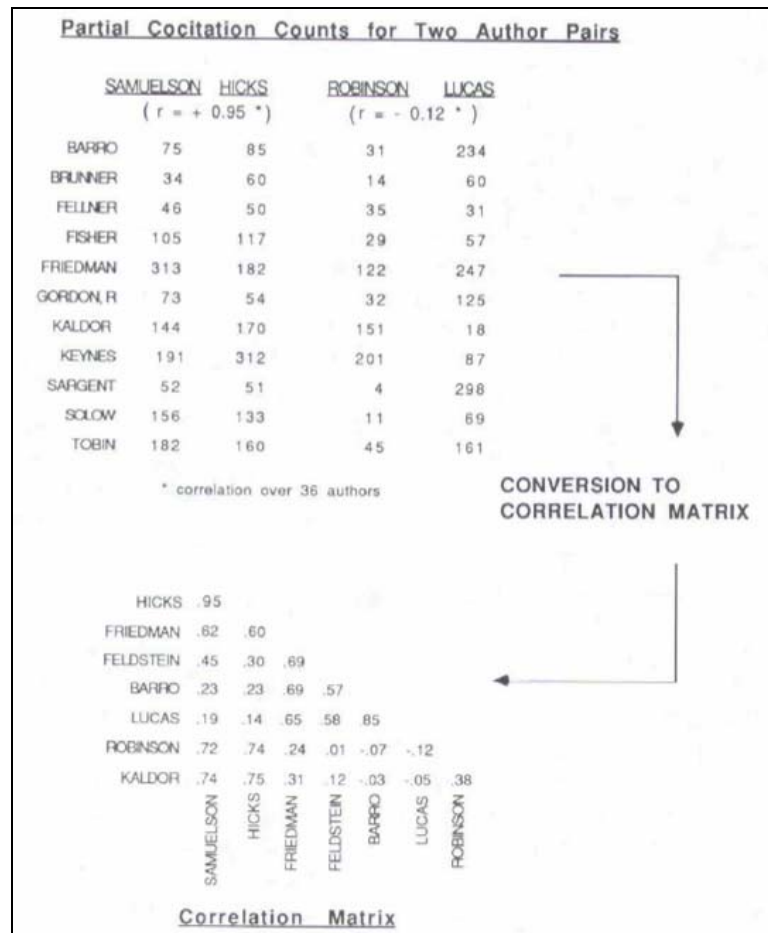 Partial Cocitation Counts for Two Author Pairs
SAMUELSON HICKS ROBINSON LUCAS
( r = + 0.95 * ) ( r = - 0.12 * )
BARRO 75 85 31 234
BRUNNER 34 60 14 60
FELLNER 46 50 35 31
FISHER 105 117 29 57
FRIEDMAN 313 182 122 247
GORDON, R 73 54 32 125
KALDOR 144 170 151 18
KEYNES 191 312 201 87
SARGENT 52 51 4 298
SOLOW 156 133 11 69
TOBIN 182 160 45 161
* correlation over 36 authors
CONVERSION TO
CORRELATION MATRIX
HICKS .95
FRIEDMAN .62 .60
FELDSTEIN .45 .30 .69
BARRO .23 .23 .69 .57
LUCAS .19 .14 .65 .58 .85
ROBINSON .72 .74 .24 .01 -.07 -.12
KALDOR .74 .75 .31 .12 -.03 -.05 .38
SAMUELSON
HICKS
FRIEDMAN
FELDSTEIN
BARRO
LUCAS
ROBINSON
Correlation Matrix